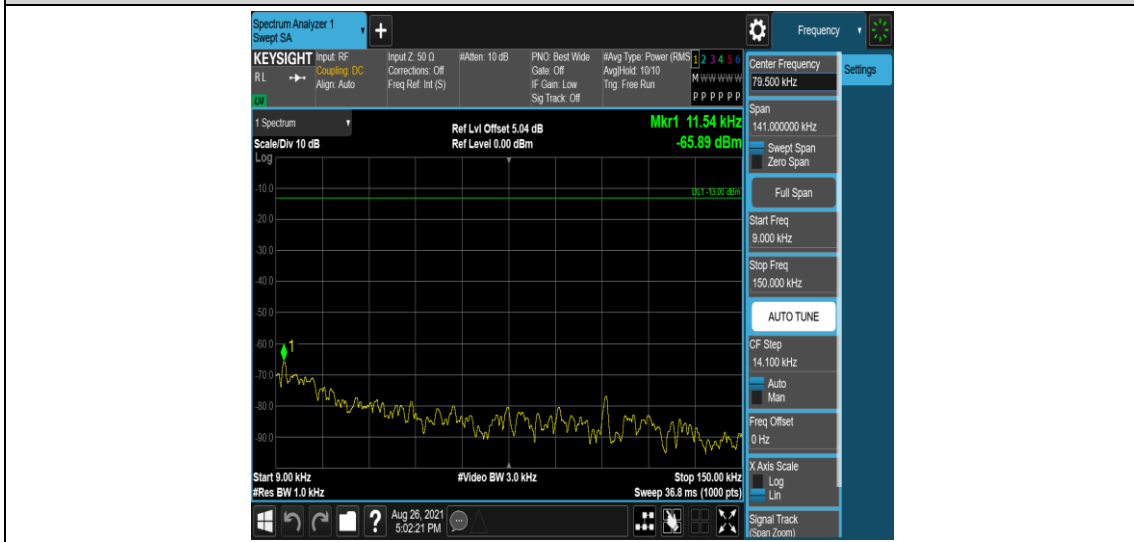 Spectrum Analyzer 1
Swept SA
+
Frequency
KEYSIGHT
RL
Input: RF
Coupling: DC
Align: Auto
Input Z: 50 Ω
Corrections: Off
Freq Ref: Int (S)
#Atten: 10 dB
PNO: Best Wide
Gate: Off
IF Gain: Low
Sig Track: Off
#Avg Type: Power (RMS
Avg|Hold: 10/10
Trig: Free Run
1 2 3 4 5 6
M W W W W W
P P P P P P
1 Spectrum
Scale/Div 10 dB
Ref Lvl Offset 5.04 dB
Ref Level 0.00 dBm
Mkr1 11.54 kHz
-65.89 dBm
Log
DL1 -13.00 dBm
-10.0
-20.0
-30.0
-40.0
-50.0
-60.0
1
-70.0
-80.0
-90.0
Start 9.00 kHz
#Res BW 1.0 kHz
#Video BW 3.0 kHz
Stop 150.00 kHz
Sweep 36.8 ms (1000 pts)
Center Frequency
79.500 kHz
Settings
Span
141.000000 kHz
Swept Span
Zero Span
Full Span
Start Freq
9.000 kHz
Stop Freq
150.000 kHz
AUTO TUNE
CF Step
14.100 kHz
Auto
Man
Freq Offset
0 Hz
X Axis Scale
Log
Lin
Signal Track
(Span Zoom)
?
Aug 26, 2021
5:02:21 PM